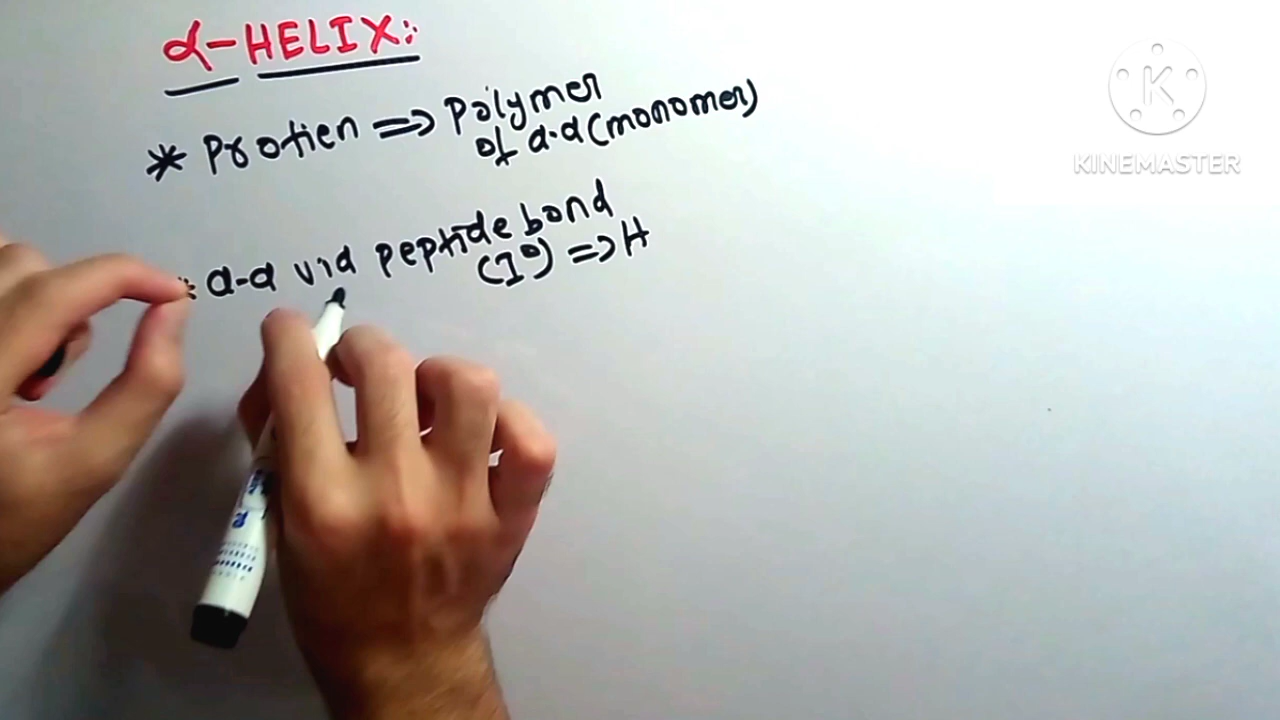 α-HELIX:
* Protien => Polymer
of a.a (monomer)
* a-a via peptide bond
(1°) => H
K
KINEMASTER